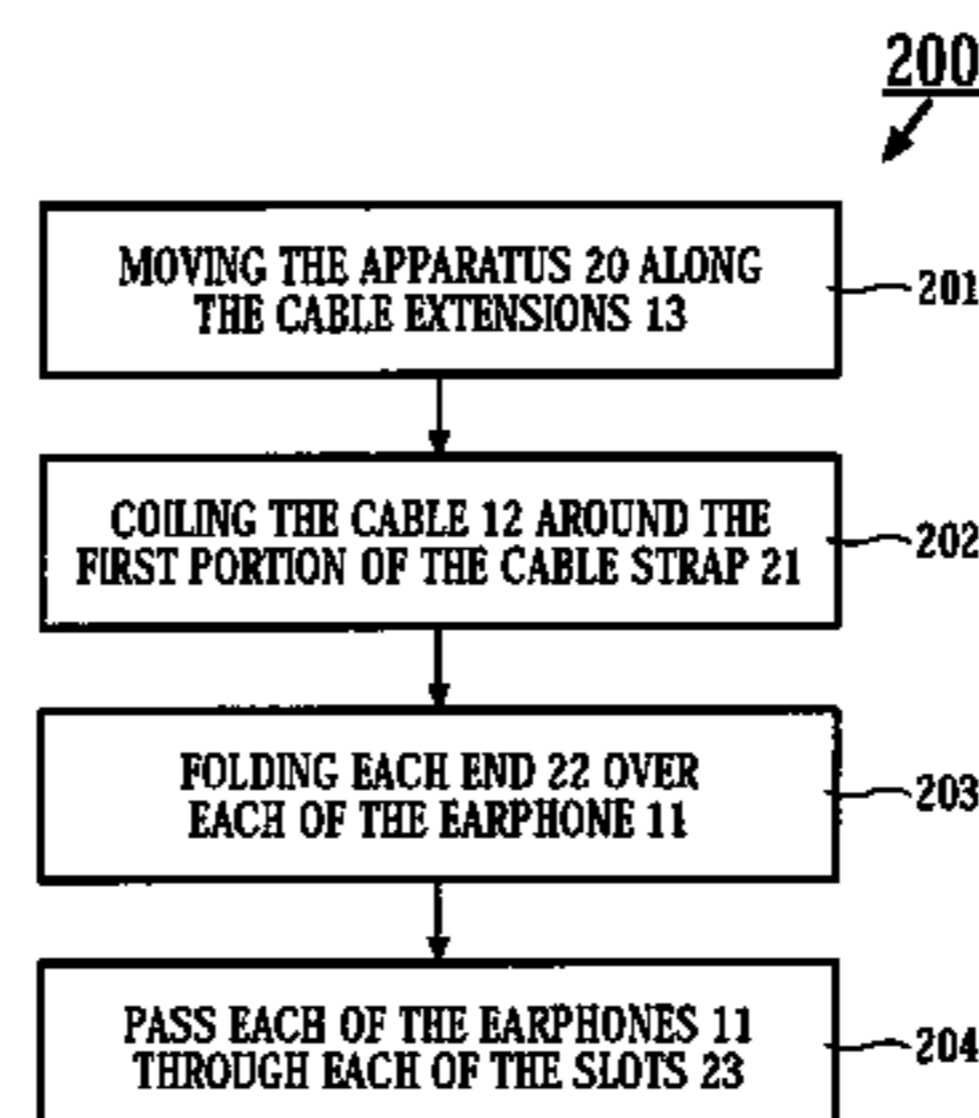 200
MOVING THE APPARATUS 20 ALONG
THE CABLE EXTENSIONS 13
201
COILING THE CABLE 12 AROUND THE
FIRST PORTION OF THE CABLE STRAP 21
202
FOLDING EACH END 22 OVER
EACH OF THE EARPHONE 11
203
PASS EACH OF THE EARPHONES 11
THROUGH EACH OF THE SLOTS 23
204